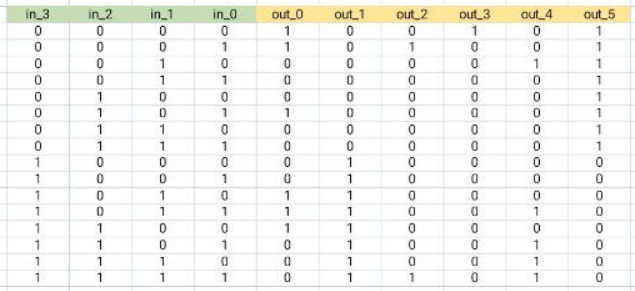 in_3 in_2 in_1 in_0 out_0 out_1 out_2 out_3 out_4 out_5
0 0 0 0 1 0 0 1 0 1
0 0 0 1 1 0 1 0 0 1
0 0 1 0 0 0 0 0 1 1
0 0 1 1 0 0 0 0 0 1
0 1 0 0 0 0 0 0 0 1
0 1 0 1 1 0 0 0 0 1
0 1 1 0 0 0 0 0 0 1
0 1 1 1 0 0 0 0 0 1
1 0 0 0 0 1 0 0 0 0
1 0 0 1 0 1 0 0 0 0
1 0 1 0 1 1 0 0 0 0
1 0 1 1 1 1 0 0 1 0
1 1 0 0 1 1 0 0 0 0
1 1 0 1 0 1 0 0 1 0
1 1 1 0 0 1 0 0 1 0
1 1 1 1 0 1 1 0 1 0